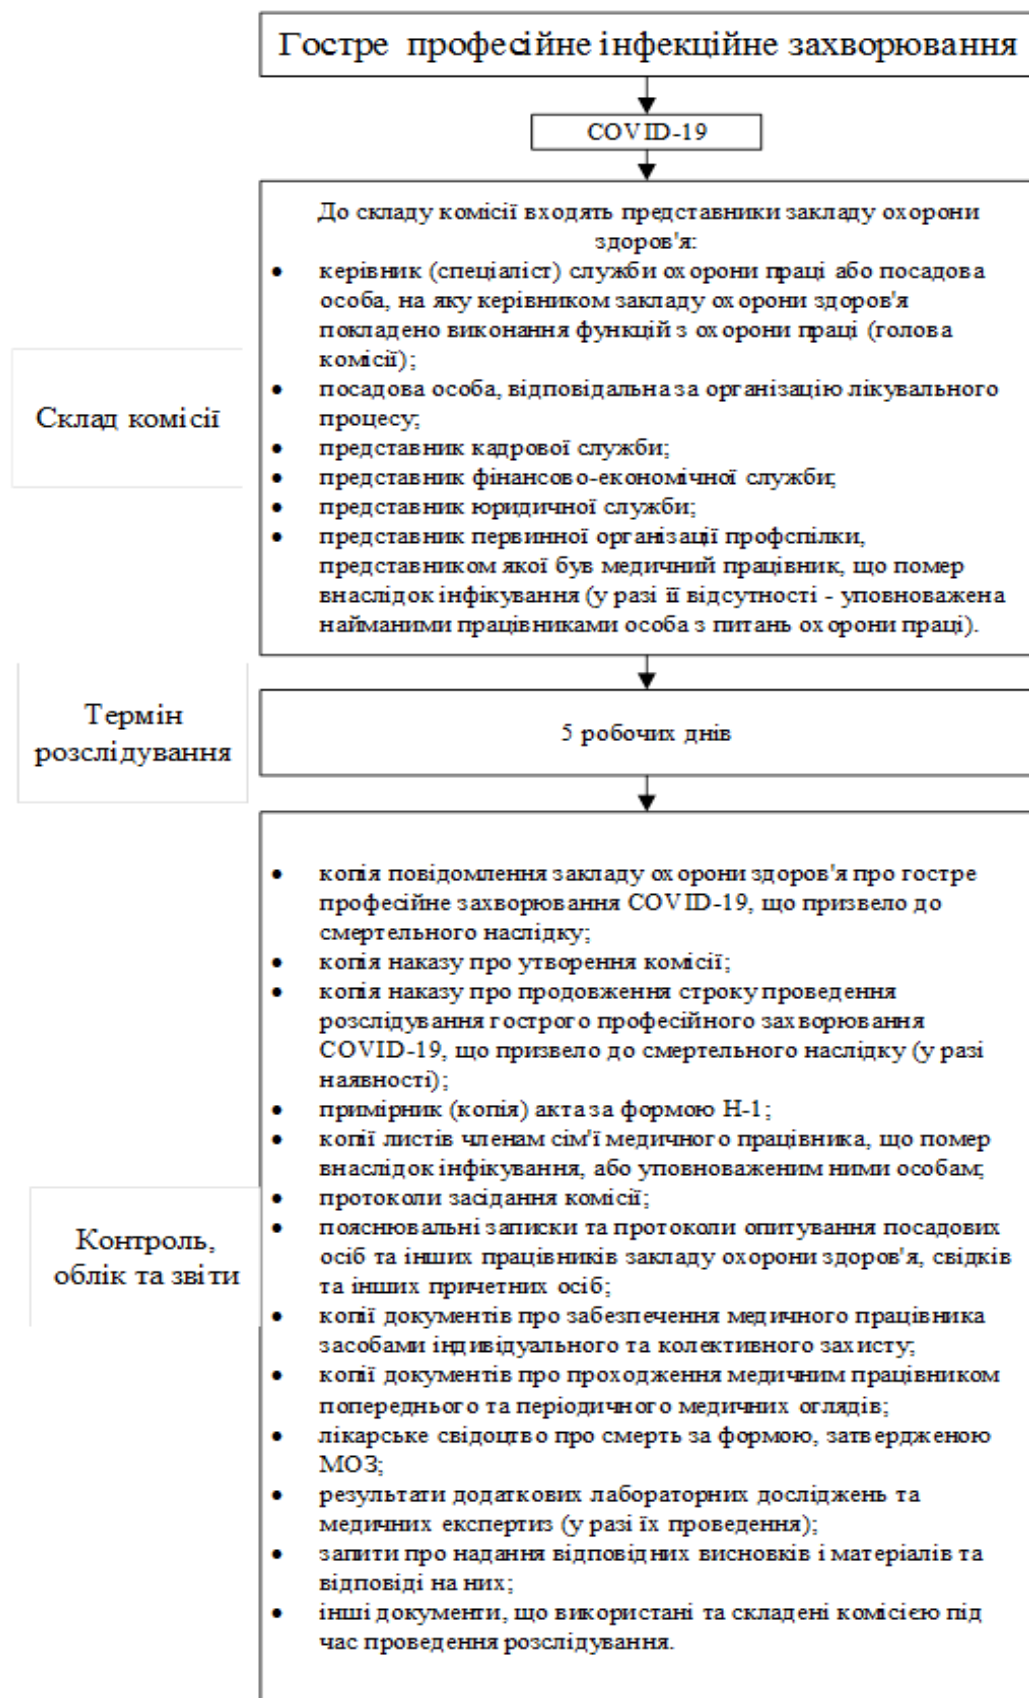 Гостре професійне інфекційне захворювання
COVID-19
До складу комісії входять представники закладу охорони
здоров'я:
• керівник (спеціаліст) служби охорони праці або посадова
особа, на яку керівником закладу охорони здоров'я
покладено виконання функцій з охорони праці (голова
комісії);
• посадова особа, відповідальна за організацію лікувального
процесу;
• представник кадрової служби;
• представник фінансово-економічної служби;
• представник юридичної служби;
• представник первинної організації профспілки,
представником якої був медичний працівник, що помер
внаслідок інфікування (у разі її відсутності - уповноважена
найманими працівниками особа з питань охорони праці).
Склад комісії
Термін
розслідування
5 робочих днів
• копія повідомлення закладу охорони здоров'я про гостре
професійне захворювання COVID-19, що призвело до
смертельного наслідку;
• копія наказу про утворення комісії;
• копія наказу про продовження строку проведення
розслідування гострого професійного захворювання
COVID-19, що призвело до смертельного наслідку (у разі
наявності);
• примірник (копія) акта за формою Н-1;
• копії листів членам сім'ї медичного працівника, що помер
внаслідок інфікування, або уповноваженим ними особам;
• протоколи засідання комісії;
• пояснювальні записки та протоколи опитування посадових
осіб та інших працівників закладу охорони здоров'я, свідків
та інших причетних осіб;
• копії документів про забезпечення медичного працівника
засобами індивідуального та колективного захисту;
• копії документів про проходження медичним працівником
попереднього та періодичного медичних оглядів;
• лікарське свідоцтво про смерть за формою, затвердженою
МОЗ;
• результати додаткових лабораторних досліджень та
медичних експертиз (у разі їх проведення);
• запити про надання відповідних висновків і матеріалів та
відповіді на них;
• інші документи, що використані та складені комісією під
час проведення розслідування.
Контроль,
облік та звіти